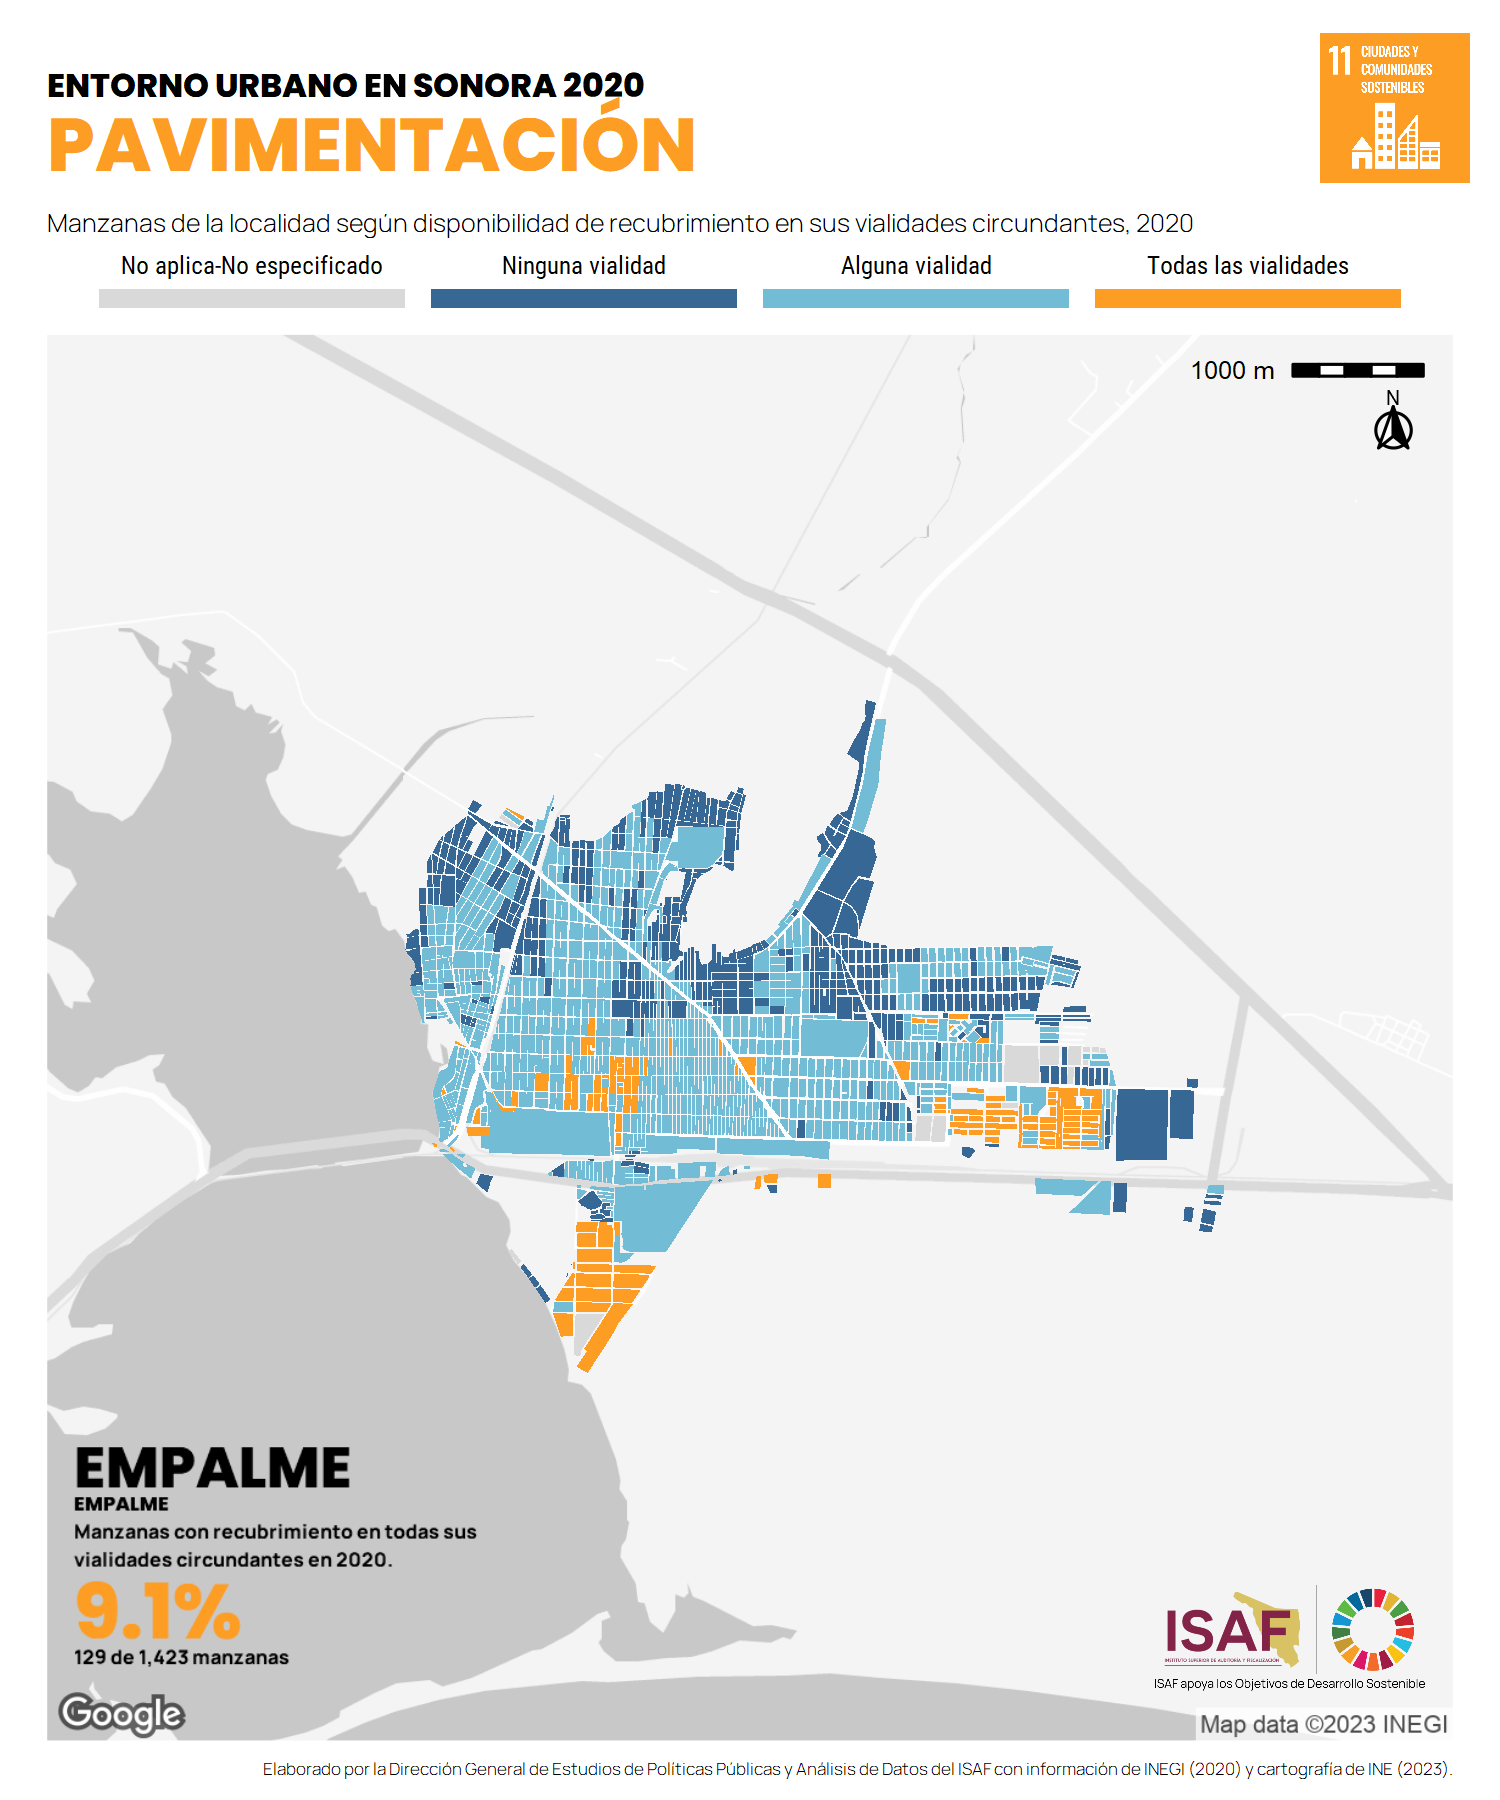 ENTORNO URBANO EN SONORA 2020
PAVIMENTACIÓN
11 CIUDADES Y
COMUNIDADES
SOSTENIBLES
Manzanas de la localidad según disponibilidad de recubrimiento en sus vialidades circundantes, 2020
No aplica-No especificado
Ninguna vialidad
Alguna vialidad
Todas las vialidades
1000 m
N
EMPALME
EMPALME
Manzanas con recubrimiento en todas sus
vialidades circundantes en 2020.
9.1%
129 de 1,423 manzanas
ISAF
INSTITUTO SUPERIOR DE AUDITORÍA Y FISCALIZACIÓN
ISAF apoya los Objetivos de Desarrollo Sostenible
Google
Map data ©2023 INEGI
Elaborado por la Dirección General de Estudios de Políticas Públicas y Análisis de Datos del ISAF con información de INEGI (2020) y cartografía de INE (2023).